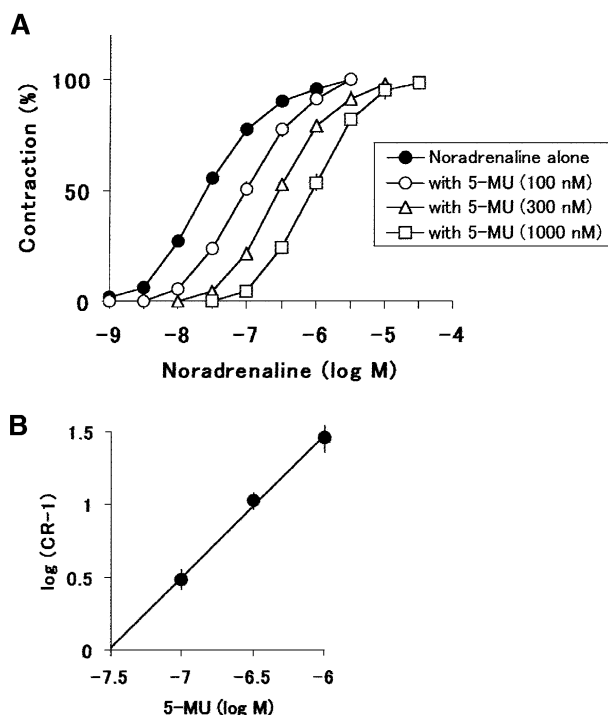 A
Contraction (%)
100
50
0
−9
−8
−7
−6
−5
−4
Noradrenaline (log M)
Noradrenaline alone
with 5-MU (100 nM)
with 5-MU (300 nM)
with 5-MU (1000 nM)
B
log (CR-1)
1.5
1
0.5
0
−7.5
−7
−6.5
−6
5-MU (log M)